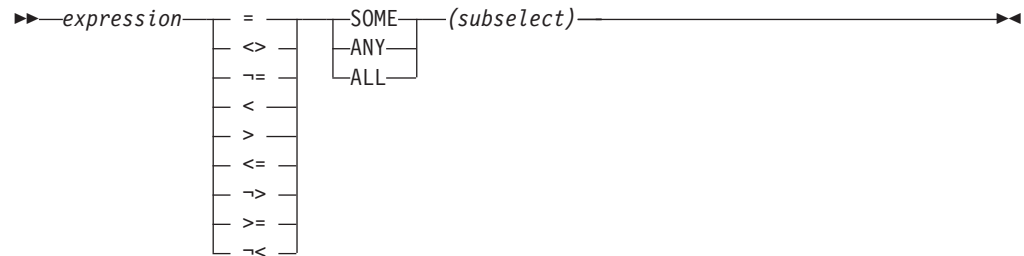 expression = SOME (subselect)
<> ANY
¬= ALL
<
>
<=
¬>
>=
¬<